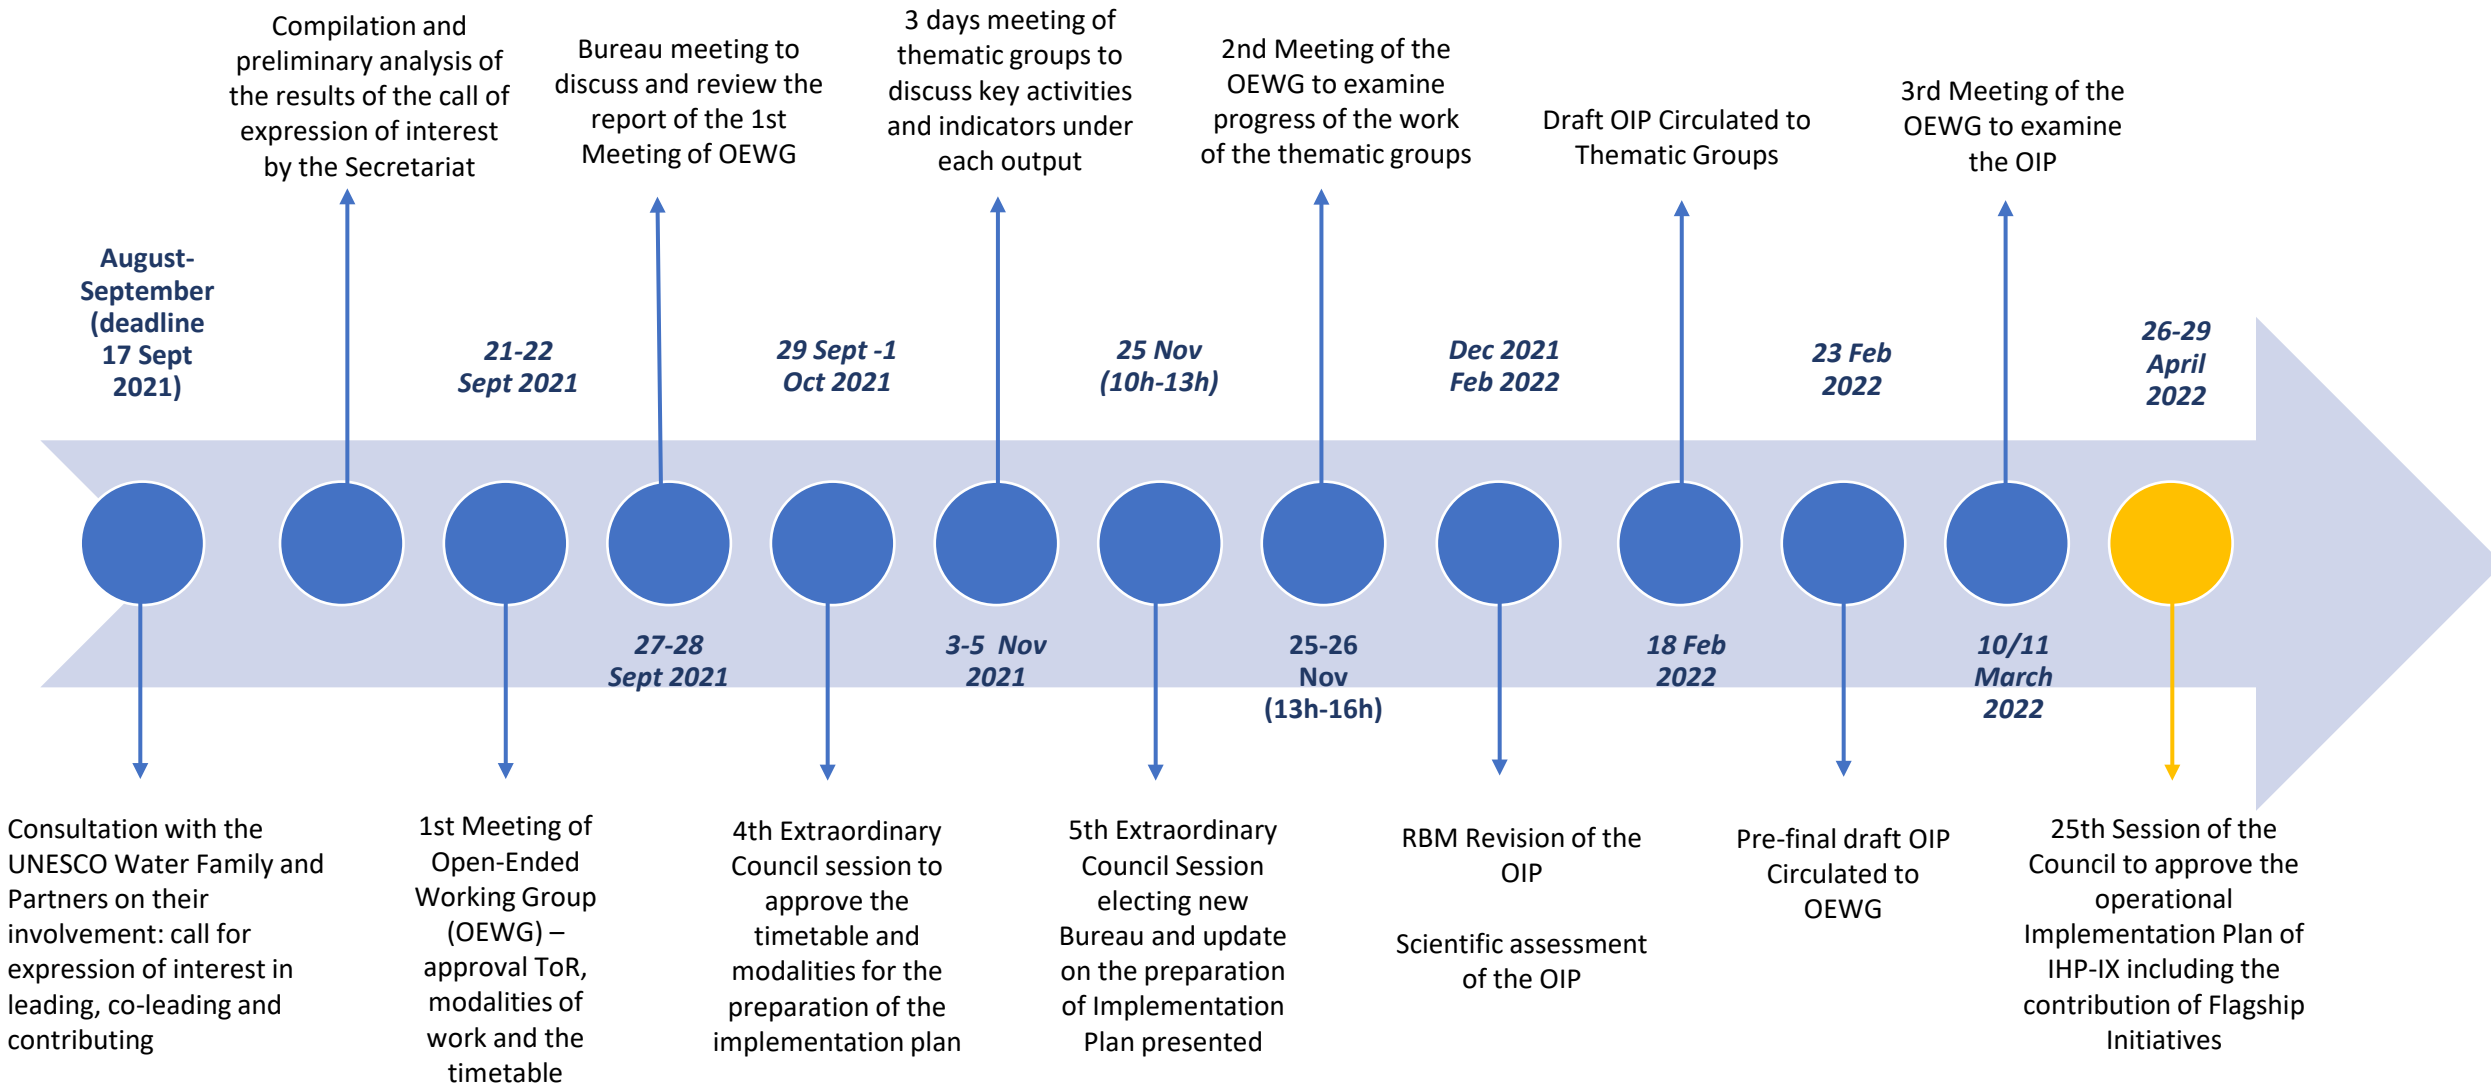 Compilation and
preliminary analysis of
the results of the call of
expression of interest
by the Secretariat
Bureau meeting to
discuss and review the
report of the 1st
Meeting of OEWG
3 days meeting of
thematic groups to
discuss key activities
and indicators under
each output
2nd Meeting of the
OEWG to examine
progress of the work
of the thematic groups
Draft OIP Circulated to
Thematic Groups
3rd Meeting of the
OEWG to examine
the OIP
August-
September
(deadline
17 Sept
2021)
21-22
Sept 2021
29 Sept -1
Oct 2021
25 Nov
(10h-13h)
Dec 2021
Feb 2022
23 Feb
2022
26-29
April
2022
27-28
Sept 2021
3-5 Nov
2021
25-26
Nov
(13h-16h)
18 Feb
2022
10/11
March
2022
Consultation with the
UNESCO Water Family and
Partners on their
involvement: call for
expression of interest in
leading, co-leading and
contributing
1st Meeting of
Open-Ended
Working Group
(OEWG) –
approval ToR,
modalities of
work and the
timetable
4th Extraordinary
Council session to
approve the
timetable and
modalities for the
preparation of the
implementation plan
5th Extraordinary
Council Session
electing new
Bureau and update
on the preparation
of Implementation
Plan presented
RBM Revision of the
OIP
Scientific assessment
of the OIP
Pre-final draft OIP
Circulated to
OEWG
25th Session of the
Council to approve the
operational
Implementation Plan of
IHP-IX including the
contribution of Flagship
Initiatives